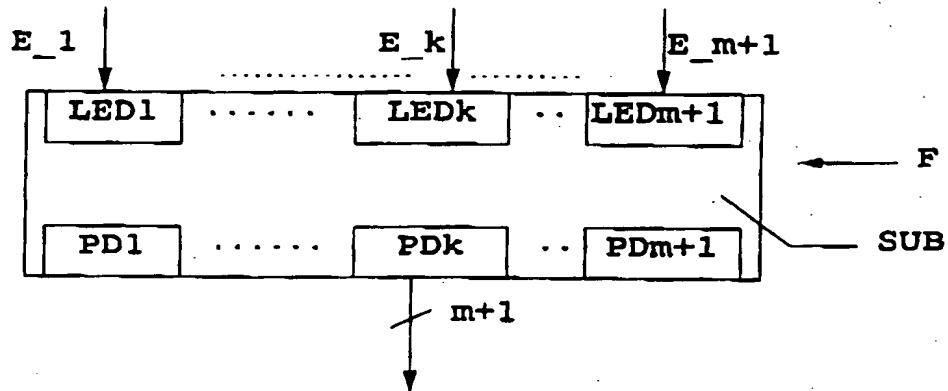 E_1 E_k E_m+1
LED1 ...... LEDk .. LEDm+1
F
PD1 ...... PDk .. PDm+1
SUB
m+1